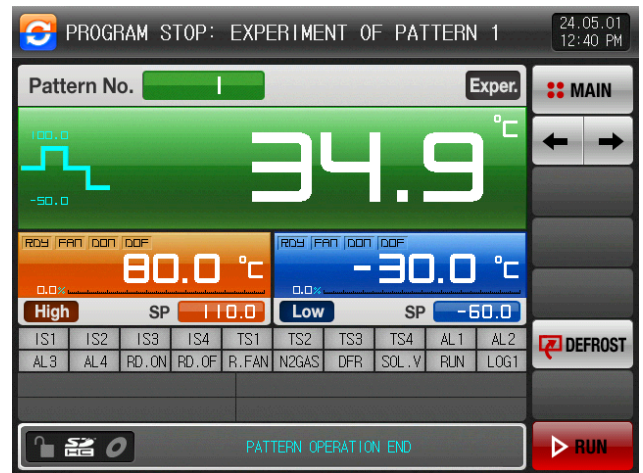 PROGRAM STOP: EXPERIMENT OF PATTERN 1
24.05.01
12:40 PM
Pattern No. 1
Exper.
MAIN
100.0
-50.0
34.9 °C
RDY FAN DON DOF
80.0 °C
0.0%
High SP 110.0
RDY FAN DON DOF
-30.0 °C
0.0%
Low SP -60.0
IS1 IS2 IS3 IS4 TS1 TS2 TS3 TS4 AL1 AL2
AL3 AL4 RD.ON RD.OF R.FAN N2GAS DFR SOL.V RUN LOG1
DEFROST
SD HC
PATTERN OPERATION END
RUN